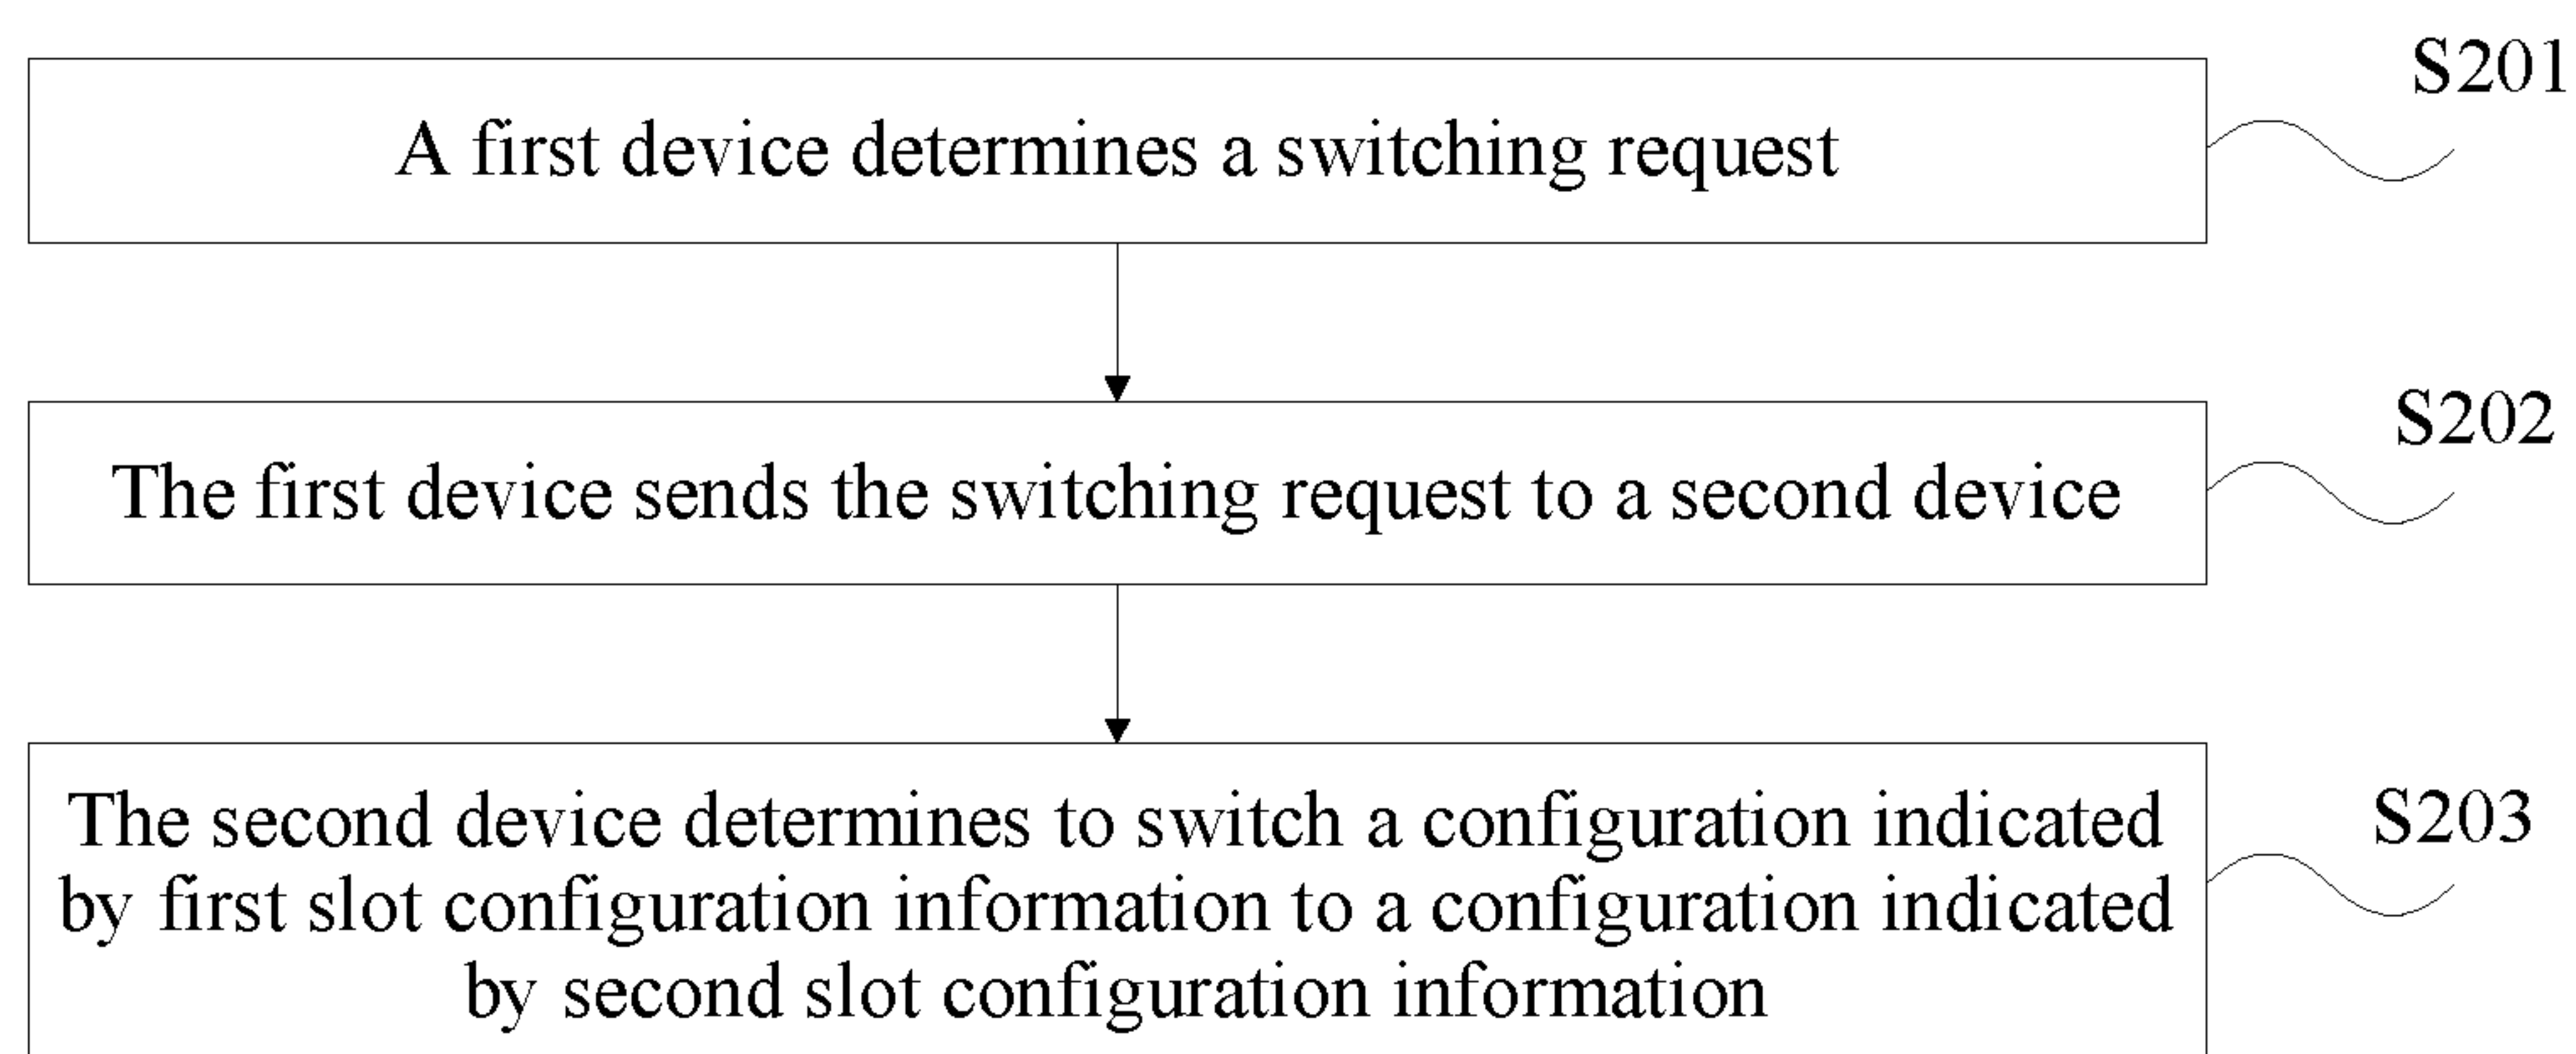 S201
A first device determines a switching request
S202
The first device sends the switching request to a second device
S203
The second device determines to switch a configuration indicated
by first slot configuration information to a configuration indicated
by second slot configuration information